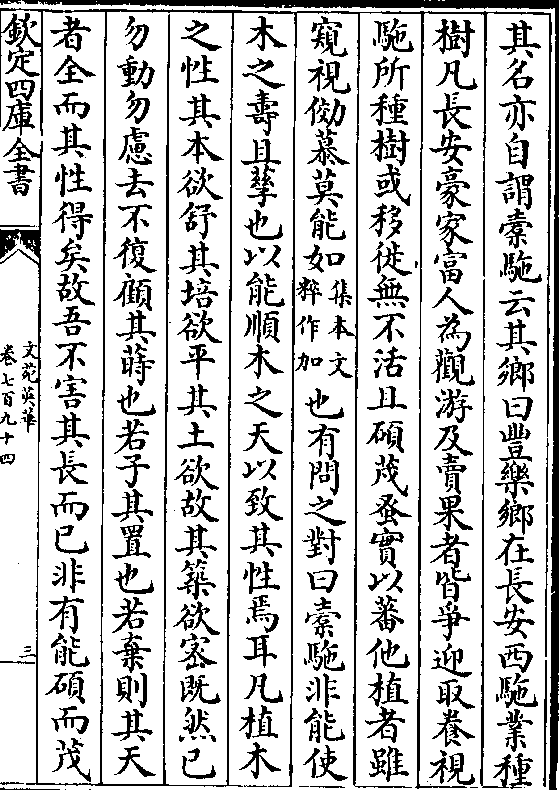 其名亦自謂橐駞云其鄉曰豐樂鄉在長安西駞業種
樹凡長安豪家富人為觀游及賣果者皆爭迎取養視
駞所種樹或移徙無不活且碩茂蚤實以蕃他植者雖
窺視俲慕莫能如集本文粹作加也有問之對曰橐駞非能使
木之壽且孳也以能順木之天以致其性焉耳凡植木
之性其本欲舒其培欲平其土欲故其築欲宻既然已
勿動勿慮去不復顧其蒔也若子其置也若棄則其天
者全而其性得矣故吾不害其長而已非有能碩而茂
欽定四庫全書
文苑英華
卷七百九十四
三